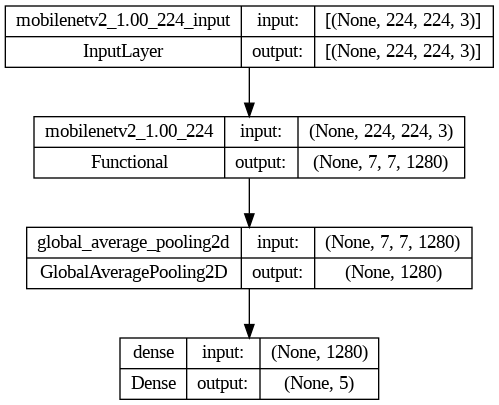 mobilenetv2_1.00_224_input input: [(None, 224, 224, 3)]
InputLayer output: [(None, 224, 224, 3)]
mobilenetv2_1.00_224 input: (None, 224, 224, 3)
Functional output: (None, 7, 7, 1280)
global_average_pooling2d input: (None, 7, 7, 1280)
GlobalAveragePooling2D output: (None, 1280)
dense input: (None, 1280)
Dense output: (None, 5)